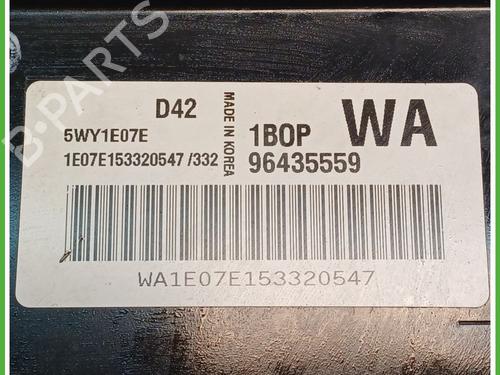 D42
5WY1E07E
1E07E153320547 /332
MADE IN KOREA
1BOP
WA
96435559
WA1E07E153320547
B-PARTS